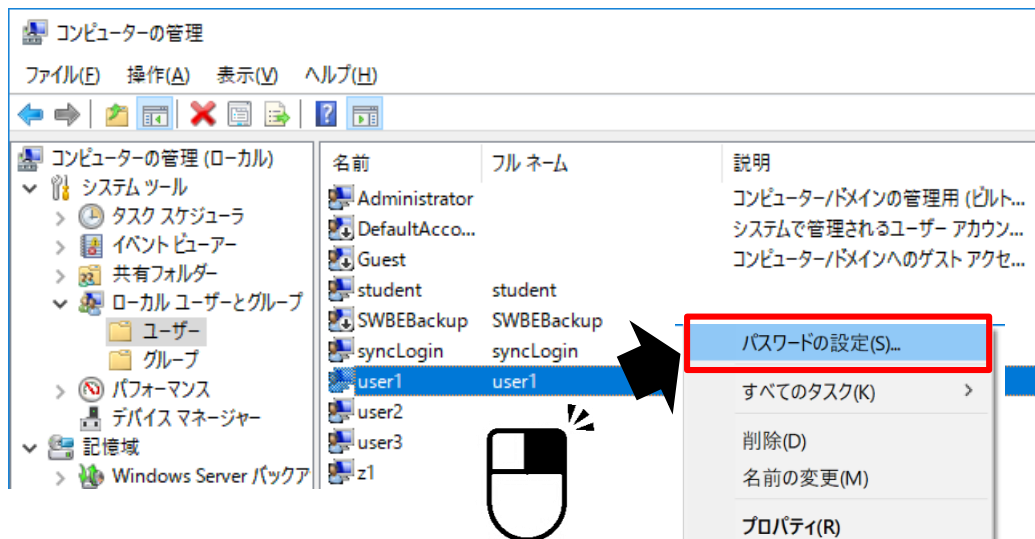 コンピューターの管理
ファイル(F) 操作(A) 表示(V) ヘルプ(H)
コンピューターの管理 (ローカル)
システム ツール
タスク スケジューラ
イベント ビューアー
共有フォルダー
ローカル ユーザーとグループ
ユーザー
グループ
パフォーマンス
デバイス マネージャー
記憶域
Windows Server バックア
名前 フル ネーム 説明
Administrator コンピューター/ドメインの管理用 (ビルト...
DefaultAcco... システムで管理されるユーザー アカウン...
Guest コンピューター/ドメインへのゲスト アクセ...
student student
SWBEBackup SWBEBackup
syncLogin syncLogin
user1 user1
user2
user3
z1
パスワードの設定(S)...
すべてのタスク(K)
削除(D)
名前の変更(M)
プロパティ(R)